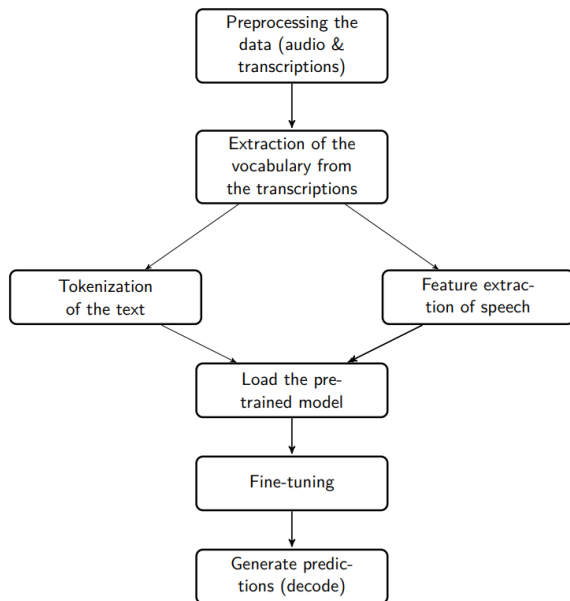 Preprocessing the
data (audio &
transcriptions)
Extraction of the
vocabulary from
the transcriptions
Tokenization
of the text
Feature extrac-
tion of speech
Load the pre-
trained model
Fine-tuning
Generate predic-
tions (decode)